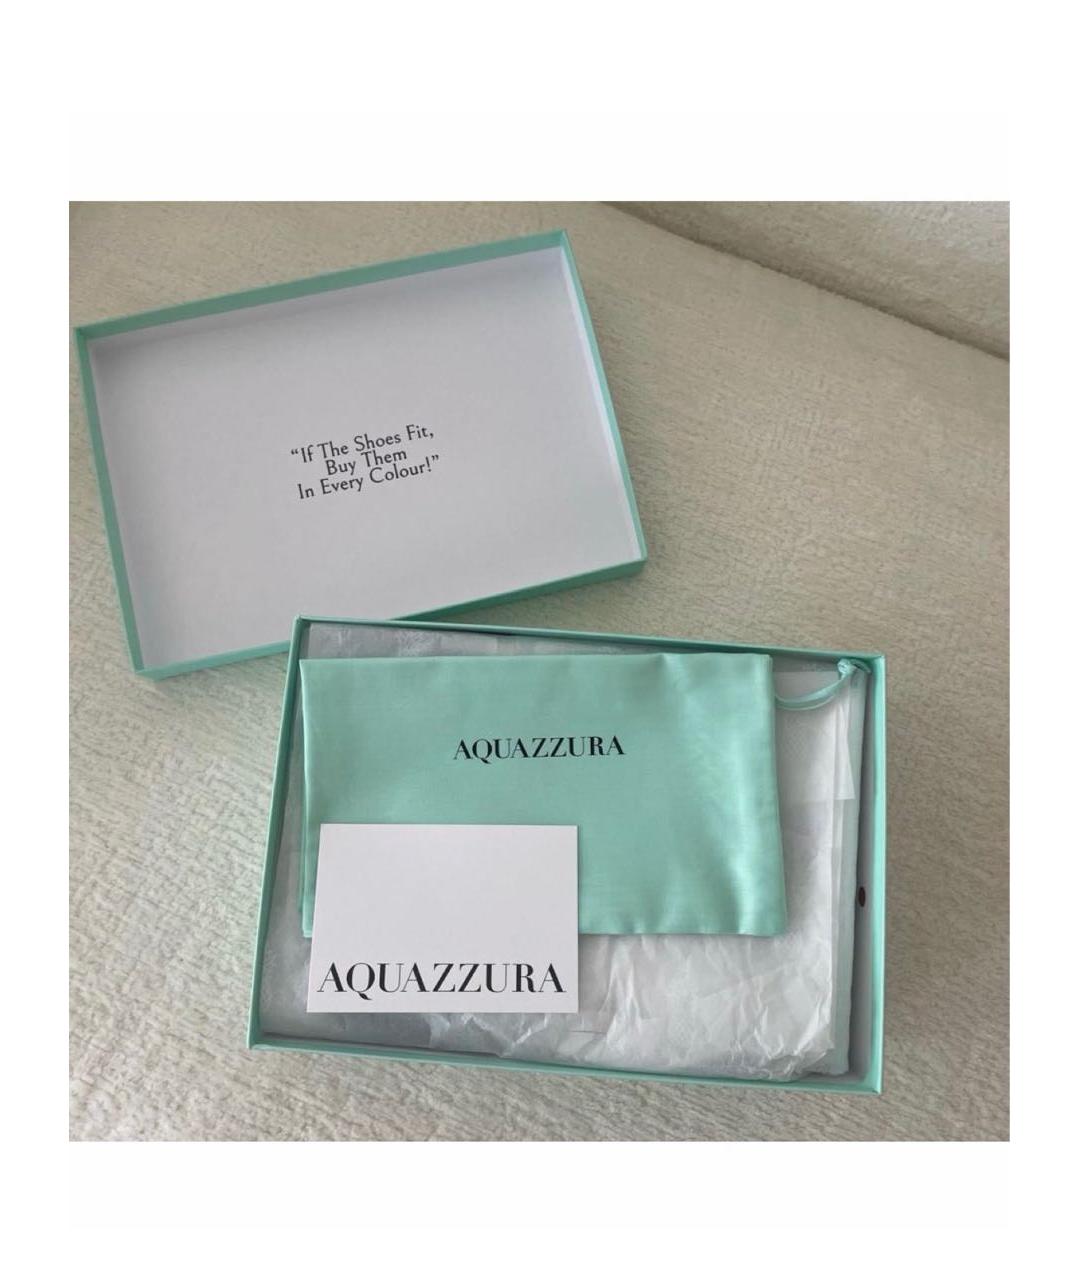 “If The Shoes Fit,
Buy Them
In Every Colour!”
AQUAZZURA
AQUAZZURA